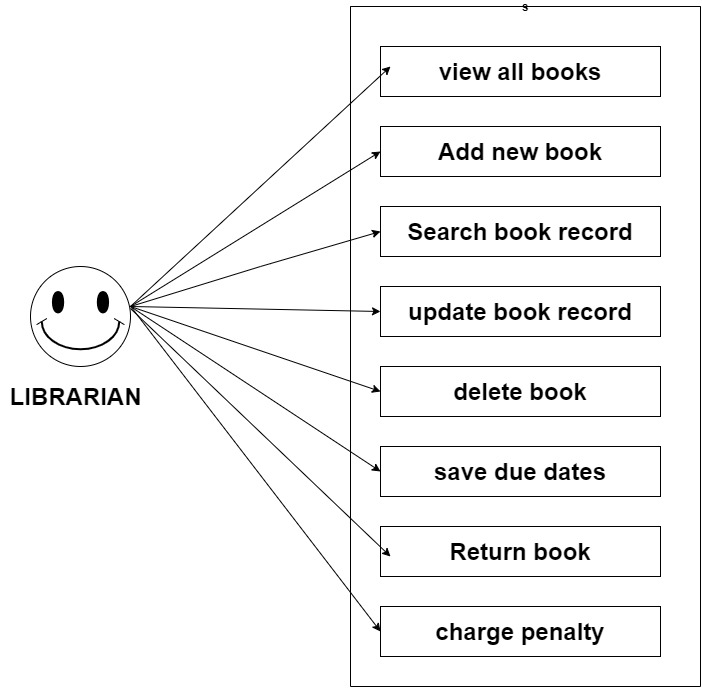 s
view all books
Add new book
Search book record
update book record
delete book
save due dates
Return book
charge penalty
LIBRARIAN